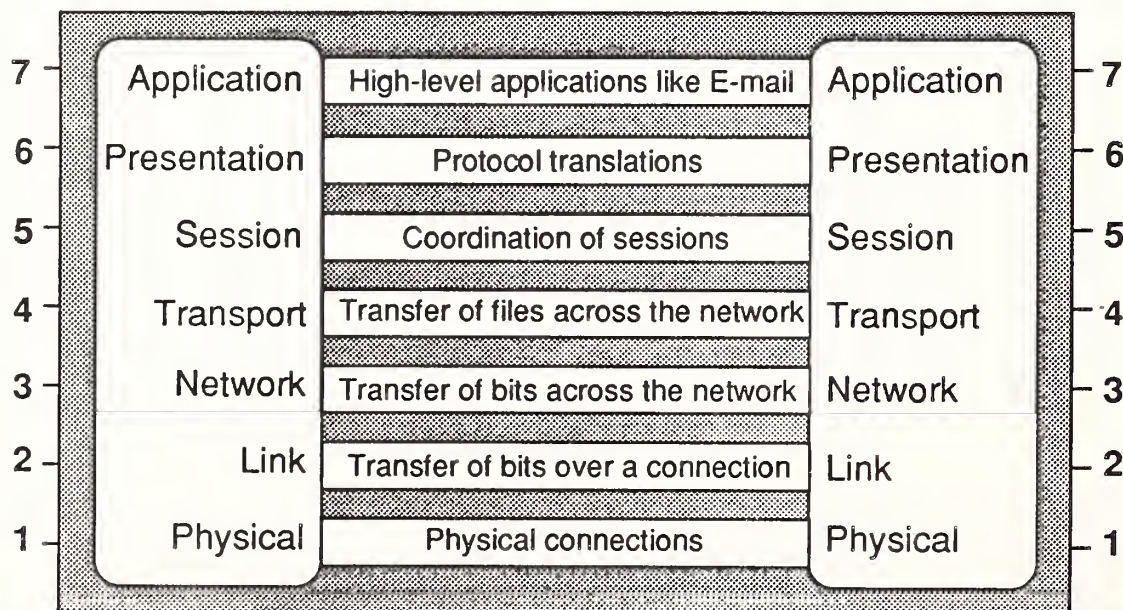 7 Application High-level applications like E-mail Application 7
6 Presentation Protocol translations Presentation 6
5 Session Coordination of sessions Session 5
4 Transport Transfer of files across the network Transport 4
3 Network Transfer of bits across the network Network 3
2 Link Transfer of bits over a connection Link 2
1 Physical Physical connections Physical 1